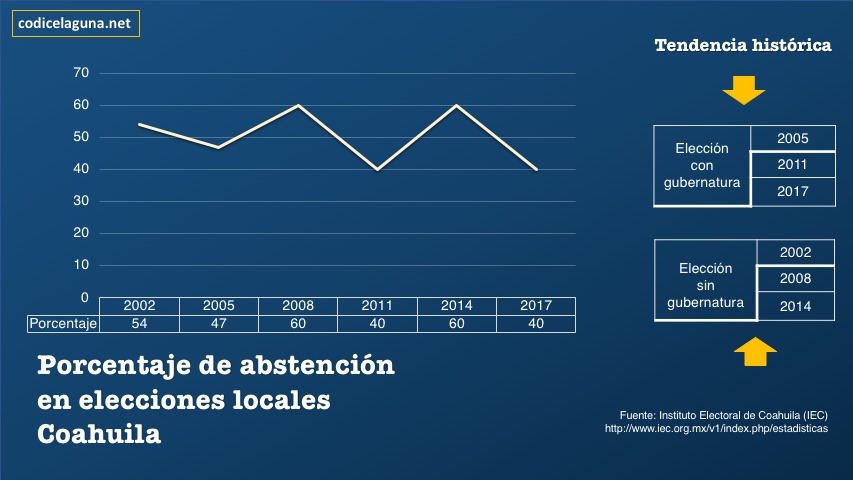 codicelaguna.net
Tendencia histórica
70
60
50
40
30
20
10
0
2002 2005 2008 2011 2014 2017
Porcentaje 54 47 60 40 60 40
Elección
con
gubernatura
2005
2011
2017
Elección
sin
gubernatura
2002
2008
2014
Porcentaje de abstención
en elecciones locales
Coahuila
Fuente: Instituto Electoral de Coahuila (IEC)
http://www.iec.org.mx/v1/index.php/estadisticas